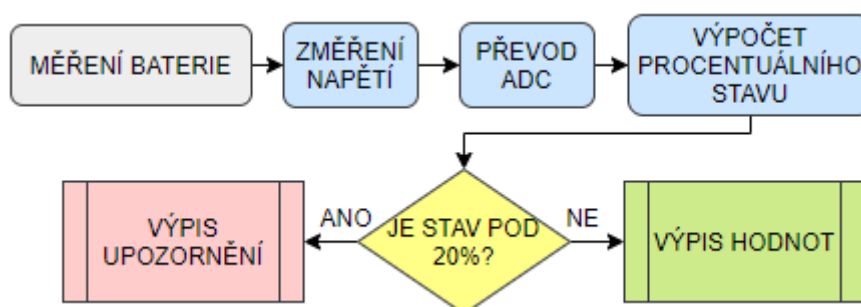 MĚŘENÍ BATERIE
ZMĚŘENÍ
NAPĚTÍ
PŘEVOD
ADC
VÝPOČET
PROCENTUÁLNÍHO
STAVU
VÝPIS
UPOZORNĚNÍ
ANO
JE STAV POD
20%?
NE
VÝPIS HODNOT